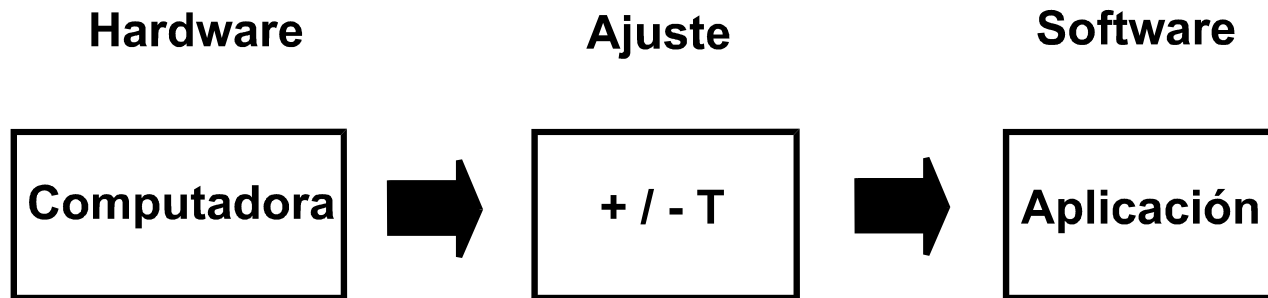 Hardware
Ajuste
Software
Computadora
+ / - T
Aplicación